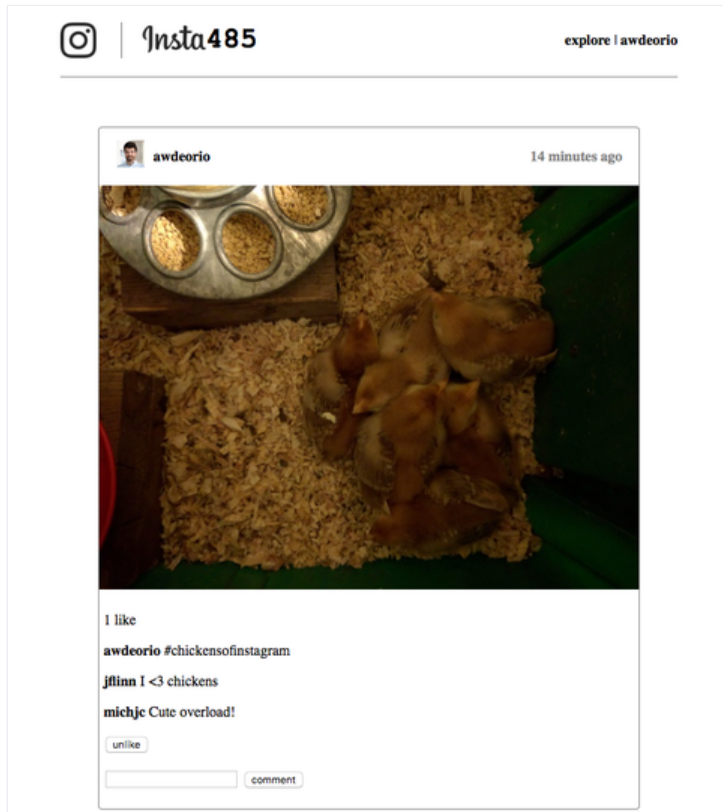 Insta485
explore | awdeorio
awdeorio
14 minutes ago
1 like
awdeorio #chickensofinstagram
jflinn I <3 chickens
michjc Cute overload!
unlike
comment